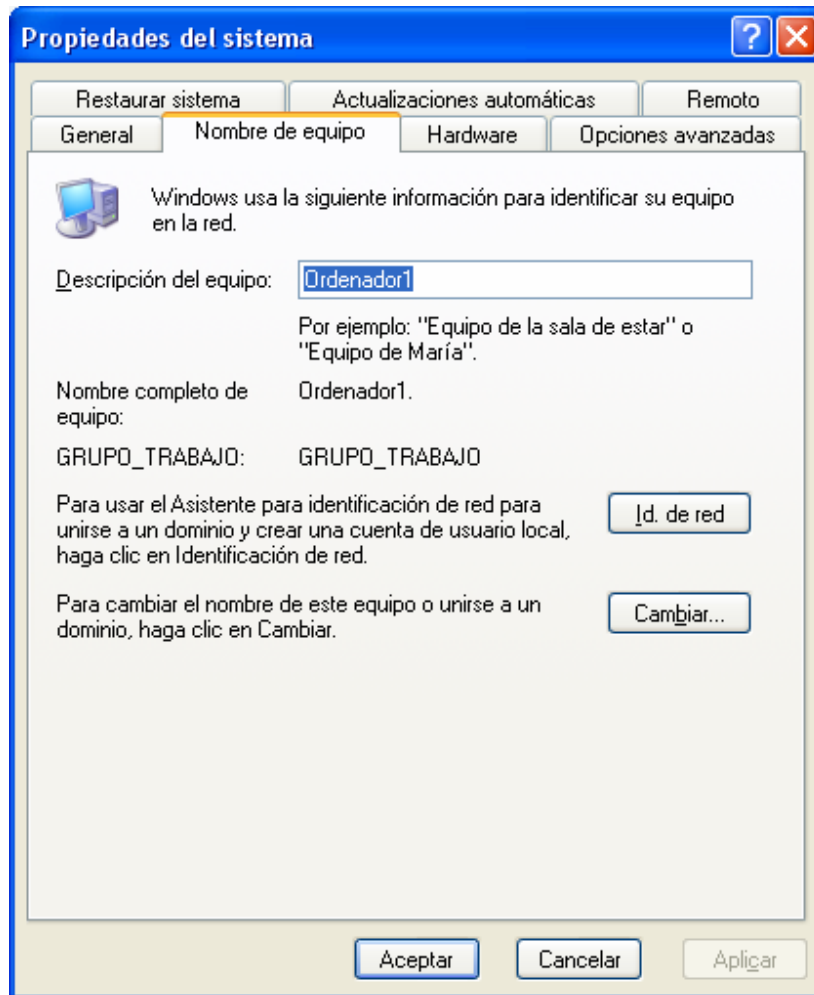 Propiedades del sistema
Restaurar sistema
Actualizaciones automáticas
Remoto
General
Nombre de equipo
Hardware
Opciones avanzadas
Windows usa la siguiente información para identificar su equipo
en la red.
Descripción del equipo:
Ordenador1
Por ejemplo: "Equipo de la sala de estar" o
"Equipo de María".
Nombre completo de
equipo:
Ordenador1.
GRUPO_TRABAJO:
GRUPO_TRABAJO
Para usar el Asistente para identificación de red para
unirse a un dominio y crear una cuenta de usuario local,
haga clic en Identificación de red.
Id. de red
Para cambiar el nombre de este equipo o unirse a un
dominio, haga clic en Cambiar.
Cambiar...
Aceptar
Cancelar
Aplicar